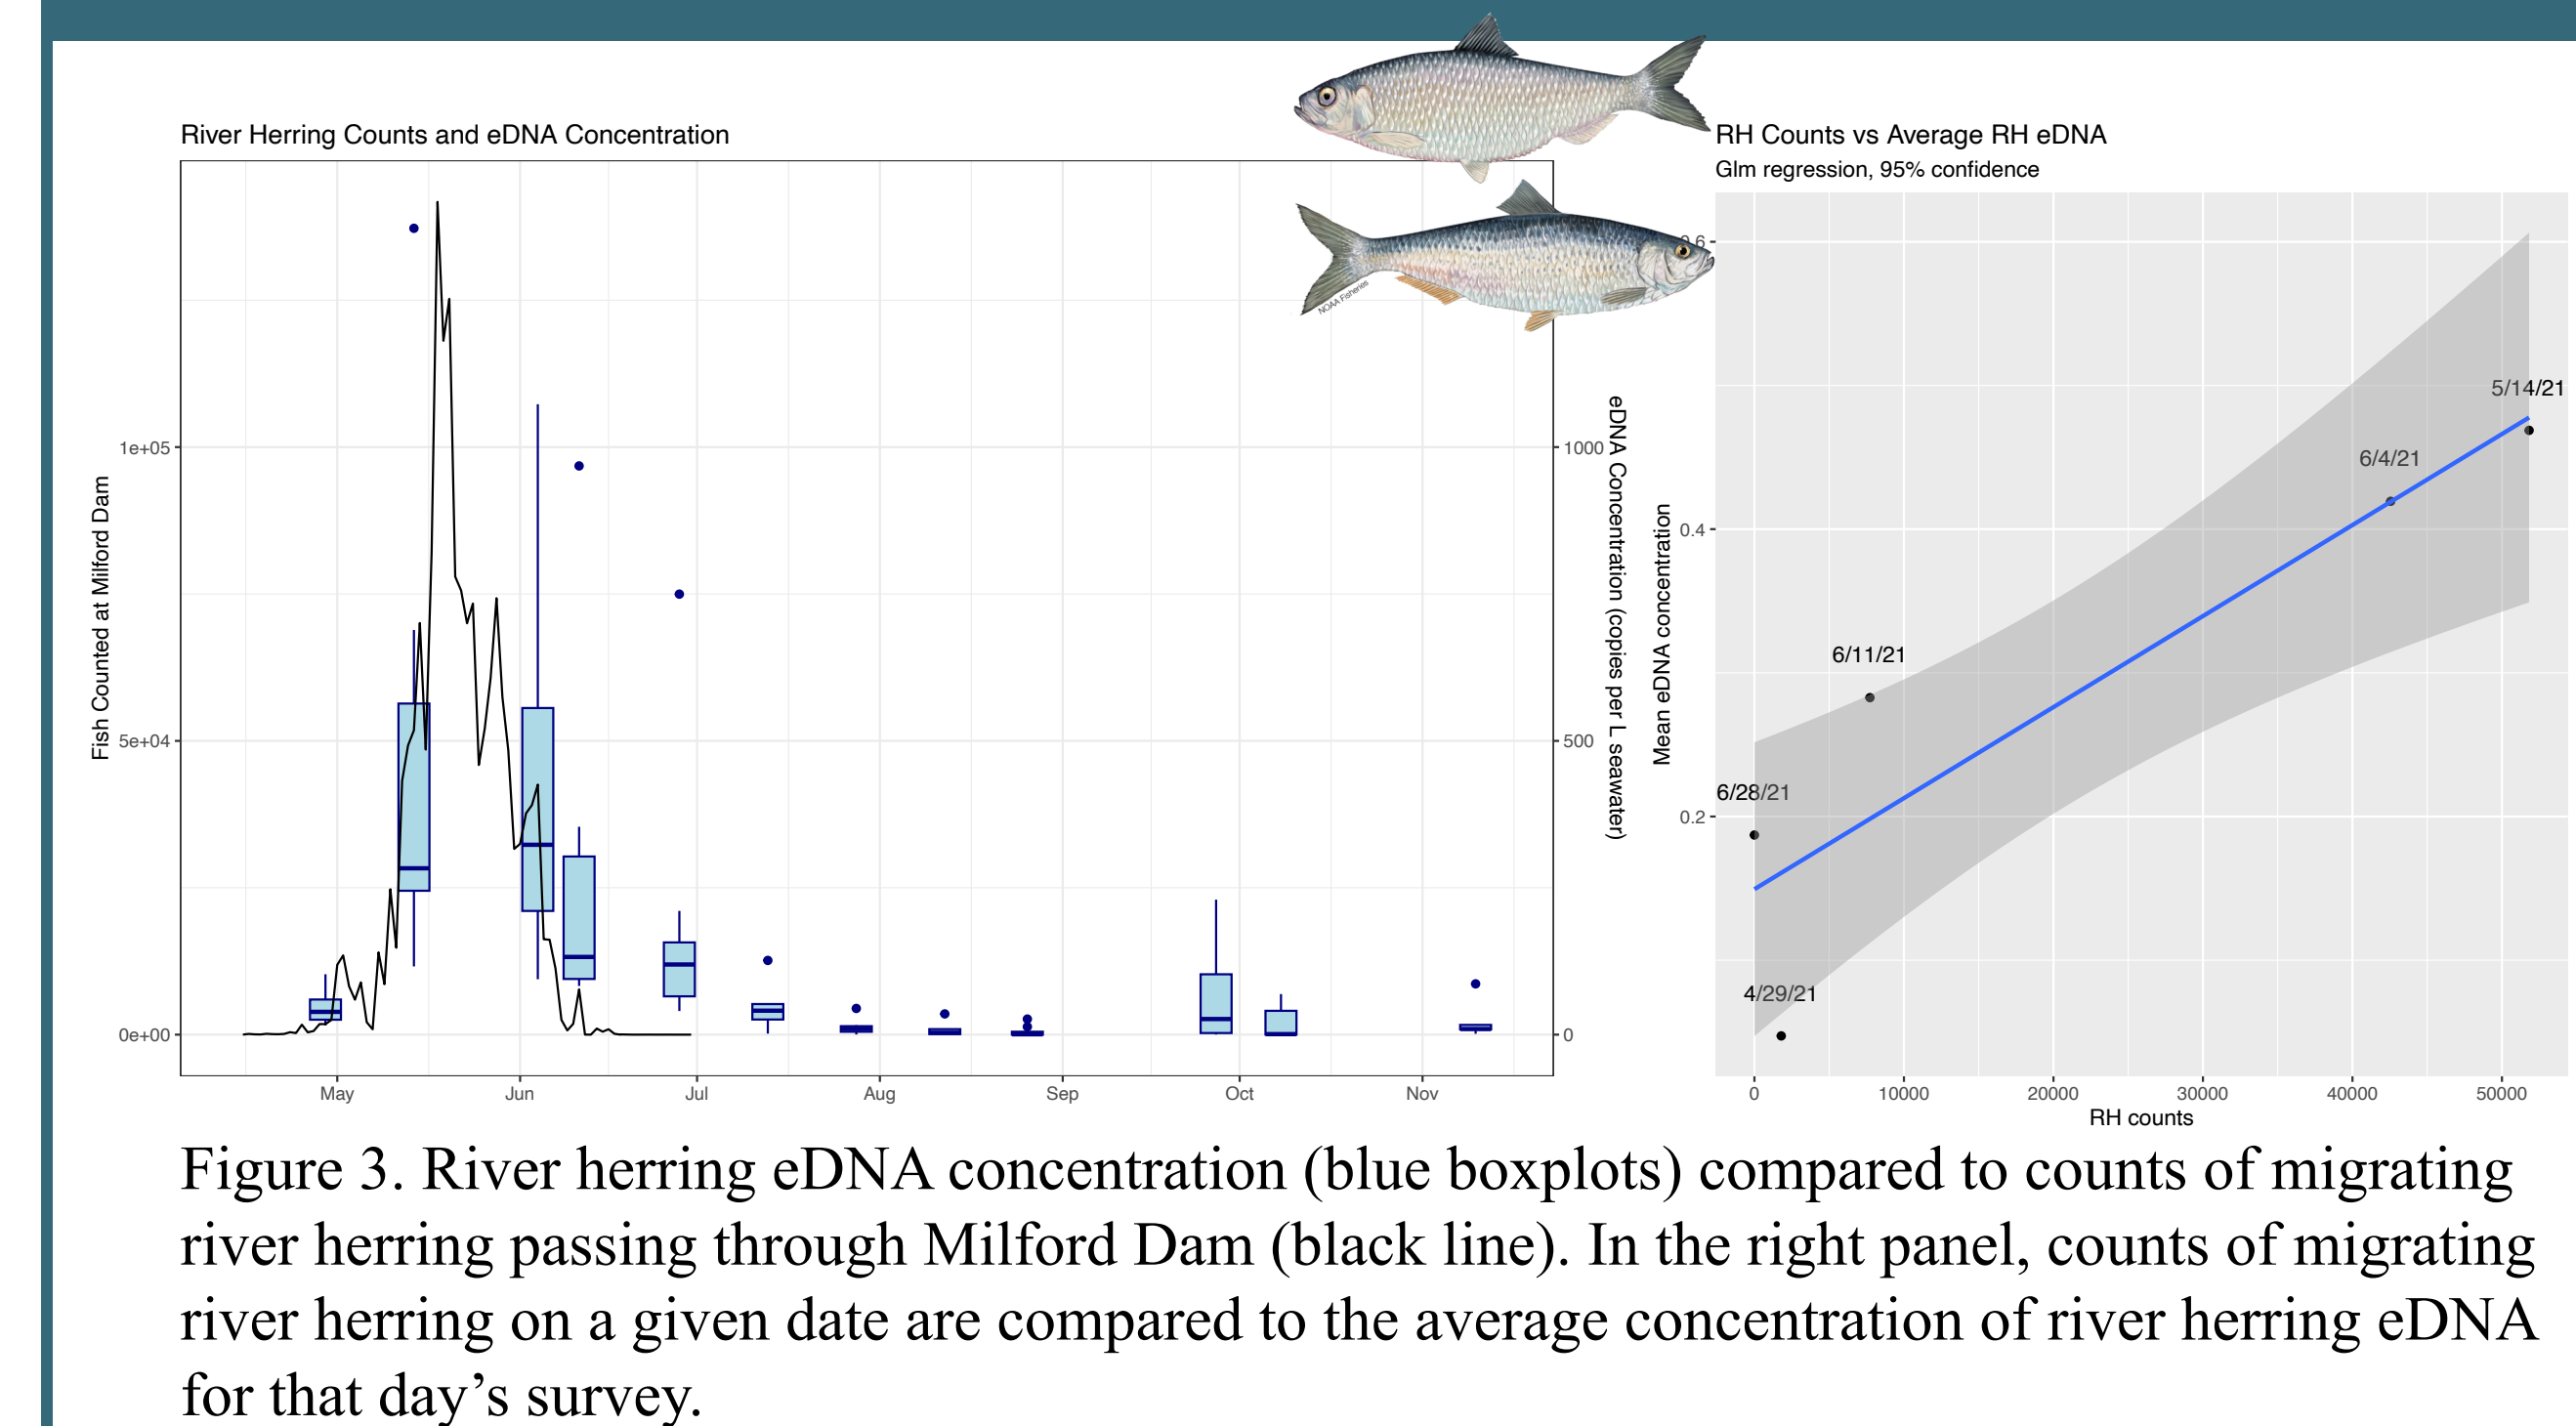 River Herring Counts and eDNA Concentration
Fish Counted at Milford Dam
1e+05
5e+04
0e+00
May Jun Jul Aug Sep Oct Nov
1000
500
0
eDNA Concentration (copies per L seawater)
NOAA Fisheries
RH Counts vs Average RH eDNA
Glm regression, 95% confidence
Mean eDNA concentration
0.6
0.4
0.2
5/14/21
6/4/21
6/11/21
6/28/21
4/29/21
0 10000 20000 30000 40000 50000
RH counts
Figure 3. River herring eDNA concentration (blue boxplots) compared to counts of migrating
river herring passing through Milford Dam (black line). In the right panel, counts of migrating
river herring on a given date are compared to the average concentration of river herring eDNA
for that day’s survey.